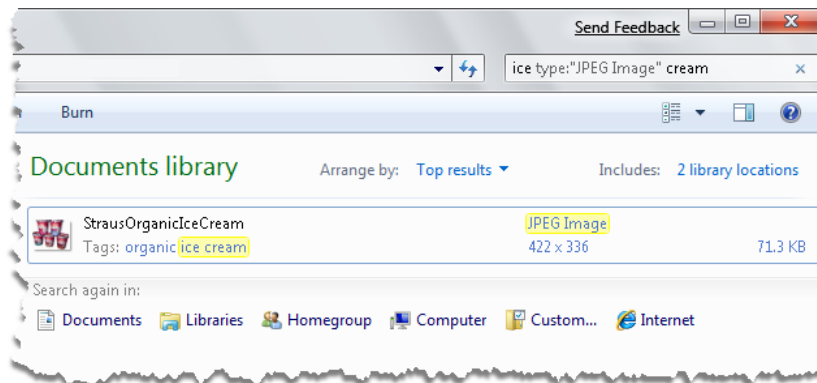 Send Feedback
ice type:"JPEG Image" cream
Burn
Documents library Arrange by: Top results Includes: 2 library locations
StrausOrganicIceCream JPEG Image
Tags: organic ice cream 422 x 336 71.3 KB
Search again in:
Documents Libraries Homegroup Computer Custom... Internet